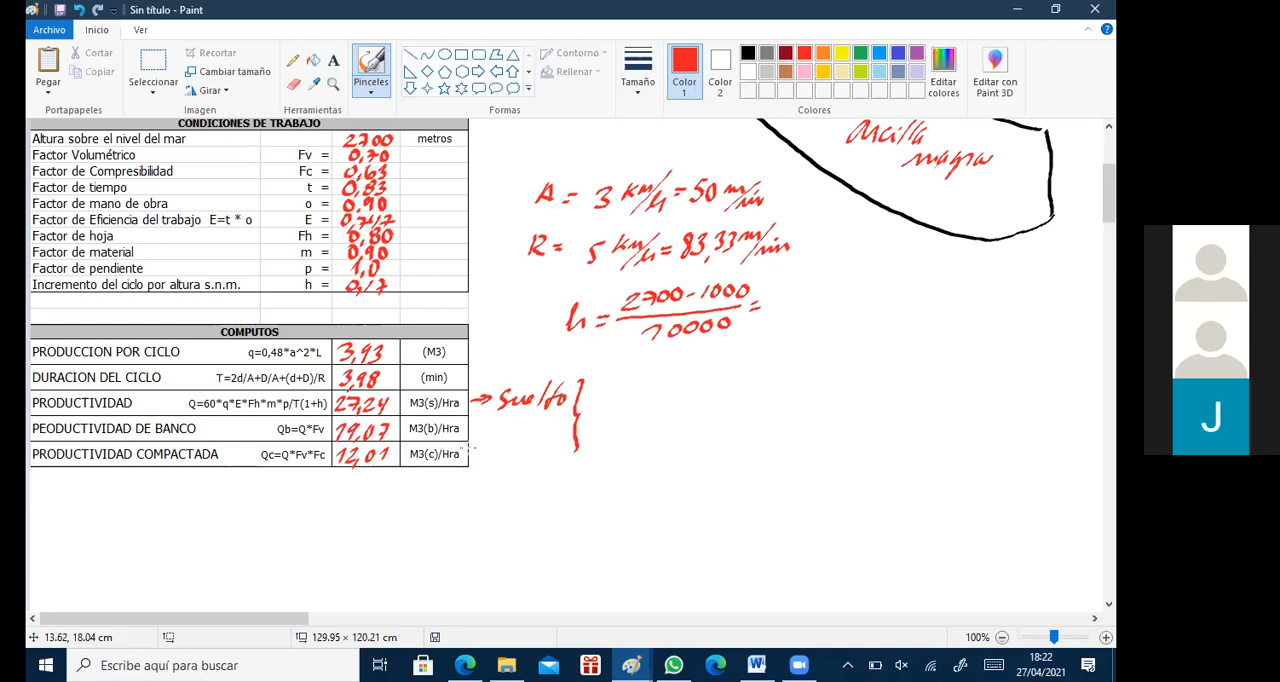 Sin título - Paint
Archivo
Inicio
Ver
Pegar
Cortar
Copiar
Portapapeles
Seleccionar
Recortar
Cambiar tamaño
Girar
Imagen
Herramientas
Pinceles
Formas
Contorno
Rellenar
Tamaño
Color 1
Color 2
Editar colores
Colores
Editar con Paint 3D
CONDICIONES DE TRABAJO
Altura sobre el nivel del mar 2700 metros
Factor Volumétrico Fv = 0,70
Factor de Compresibilidad Fc = 0,63
Factor de tiempo t = 0,83
Factor de mano de obra o = 0,90
Factor de Eficiencia del trabajo E=t * o E = 0,747
Factor de hoja Fh = 0,80
Factor de material m = 0,90
Factor de pendiente p = 1,0
Incremento del ciclo por altura s.n.m. h = 0,17
COMPUTOS
PRODUCCION POR CICLO q=0,48*a^2*L 3,93 (M3)
DURACION DEL CICLO T=2d/A+D/A+(d+D)/R 3,98 (min)
PRODUCTIVIDAD Q=60*q*E*Fh*m*p/T(1+h) 27,24 M3(s)/Hra
PEODUCTIVIDAD DE BANCO Qb=Q*Fv 19,07 M3(b)/Hra
PRODUCTIVIDAD COMPACTADA Qc=Q*Fv*Fc 12,01 M3(c)/Hra
Arcilla
magra
A = 3 Km/h = 50 m/min
R = 5 Km/h = 83,33 m/min
h = 2700-1000 =
10000
→ Suelto }
13.62, 18.04 cm
129.95 × 120.21 cm
100%
Escribe aquí para buscar
18:22
27/04/2021
J